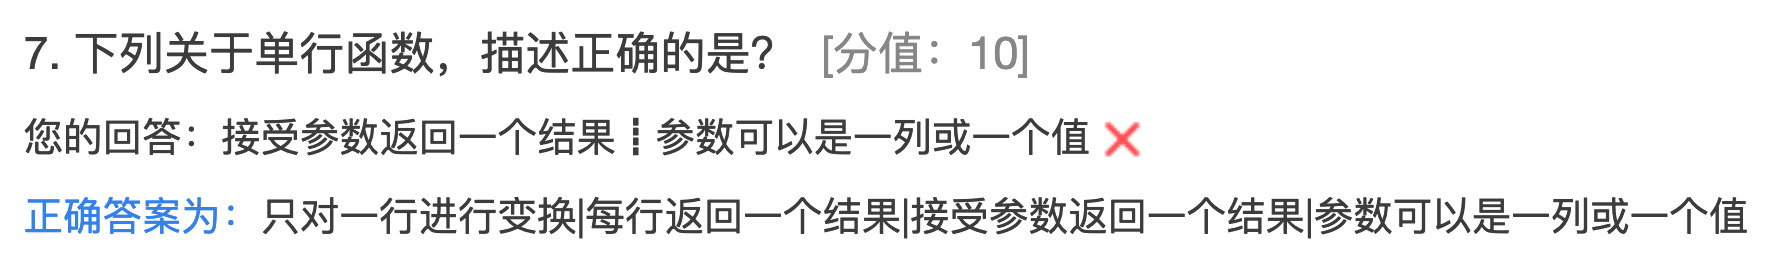 7. 下列关于单行函数，描述正确的是？ [分值：10]
您的回答：接受参数返回一个结果┋参数可以是一列或一个值
正确答案为：只对一行进行变换|每行返回一个结果|接受参数返回一个结果|参数可以是一列或一个值